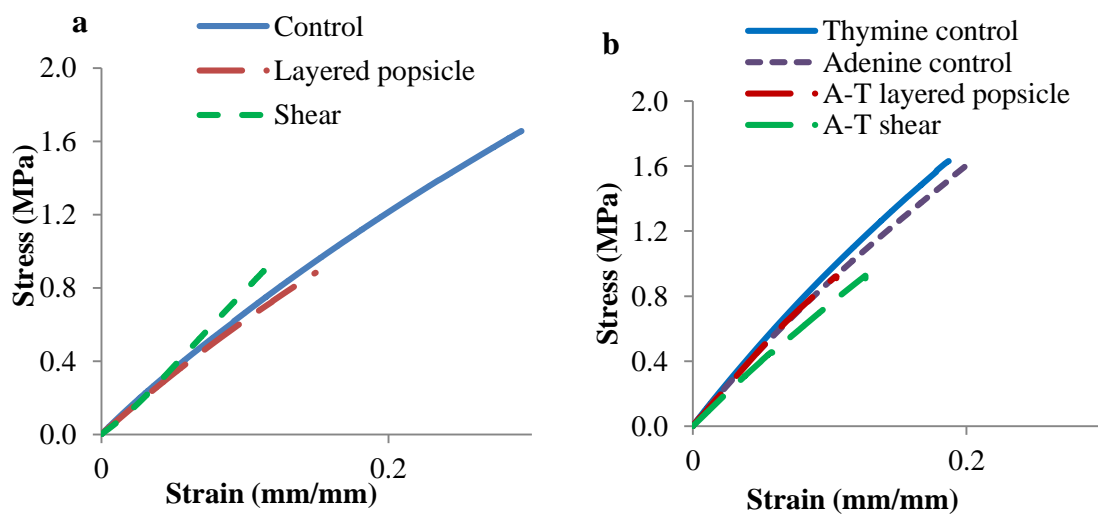 a
Control
Layered popsicle
Shear
Stress (MPa)
2.0
1.6
1.2
0.8
0.4
0.0
0
0.2
Strain (mm/mm)
b
Thymine control
Adenine control
A-T layered popsicle
A-T shear
Stress (MPa)
2.0
1.6
1.2
0.8
0.4
0.0
0
0.2
Strain (mm/mm)